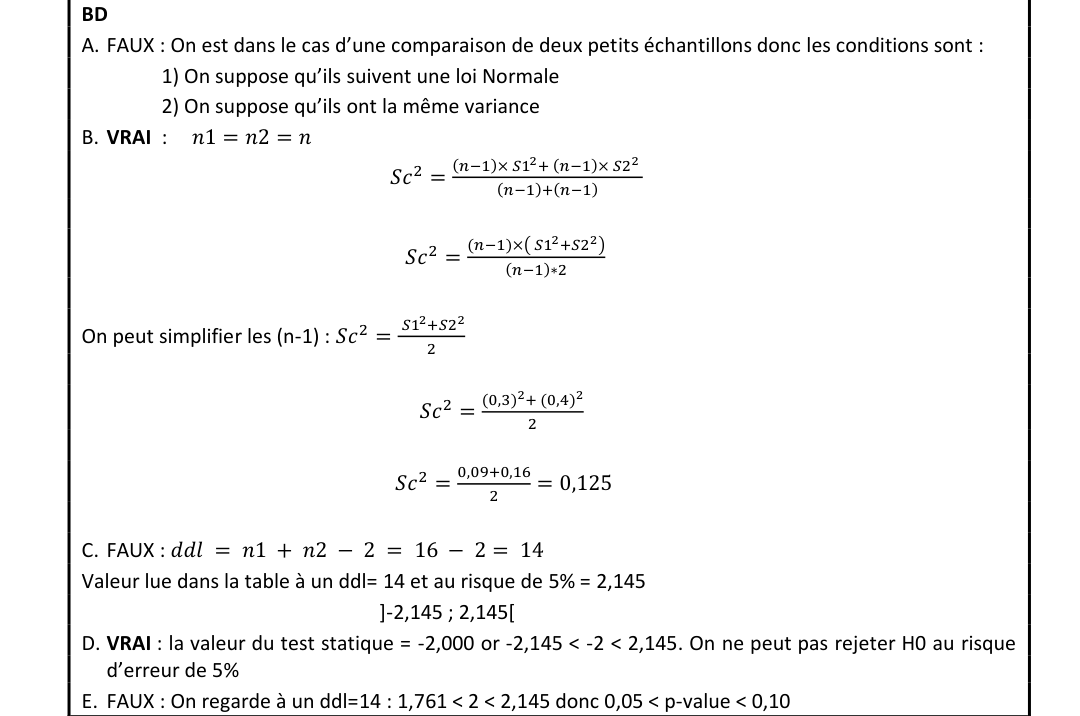 BD
A. FAUX : On est dans le cas d’une comparaison de deux petits échantillons donc les conditions sont :
1) On suppose qu’ils suivent une loi Normale
2) On suppose qu’ils ont la même variance
B. VRAI : n1 = n2 = n
Sc² = (n−1)× S1²+ (n−1)× S2² / (n−1)+(n−1)
Sc² = (n−1)×( S1²+S2²) / (n−1)∗2
On peut simplifier les (n-1) : Sc² = S1²+S2² / 2
Sc² = (0,3)²+ (0,4)² / 2
Sc² = 0,09+0,16 / 2 = 0,125
C. FAUX : ddl = n1 + n2 − 2 = 16 − 2 = 14
Valeur lue dans la table à un ddl= 14 et au risque de 5% = 2,145
]-2,145 ; 2,145[
D. VRAI : la valeur du test statique = -2,000 or -2,145 < -2 < 2,145. On ne peut pas rejeter H0 au risque
d’erreur de 5%
E. FAUX : On regarde à un ddl=14 : 1,761 < 2 < 2,145 donc 0,05 < p-value < 0,10